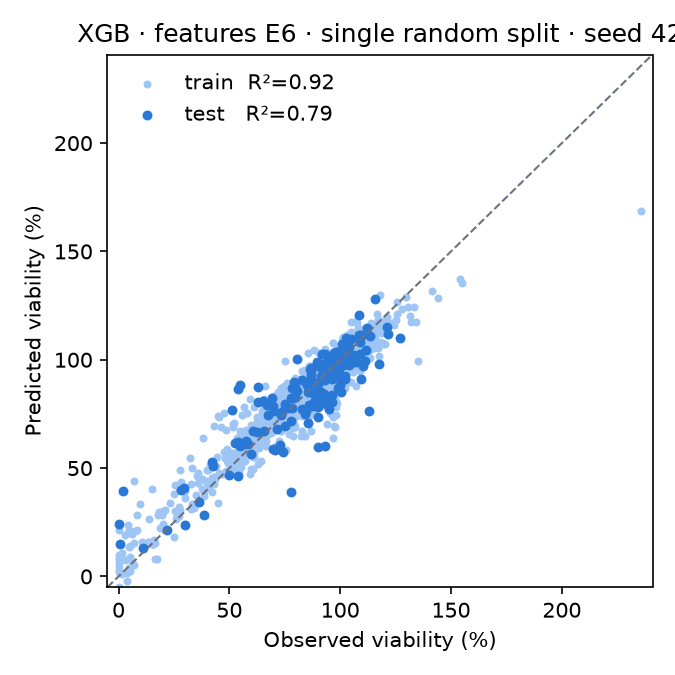 XGB · features E6 · single random split · seed 42
train R²=0.92
test R²=0.79
200
150
100
50
0
Predicted viability (%)
0 50 100 150 200
Observed viability (%)